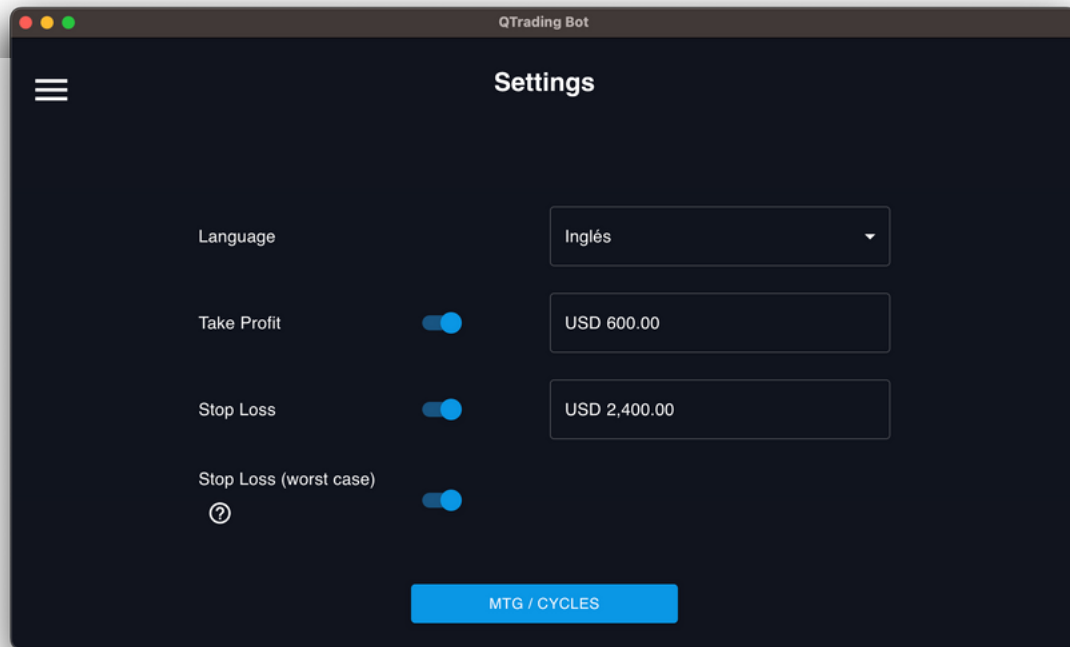 QTrading Bot
Settings
Language
Inglés
Take Profit
USD 600.00
Stop Loss
USD 2,400.00
Stop Loss (worst case)
?
MTG / CYCLES